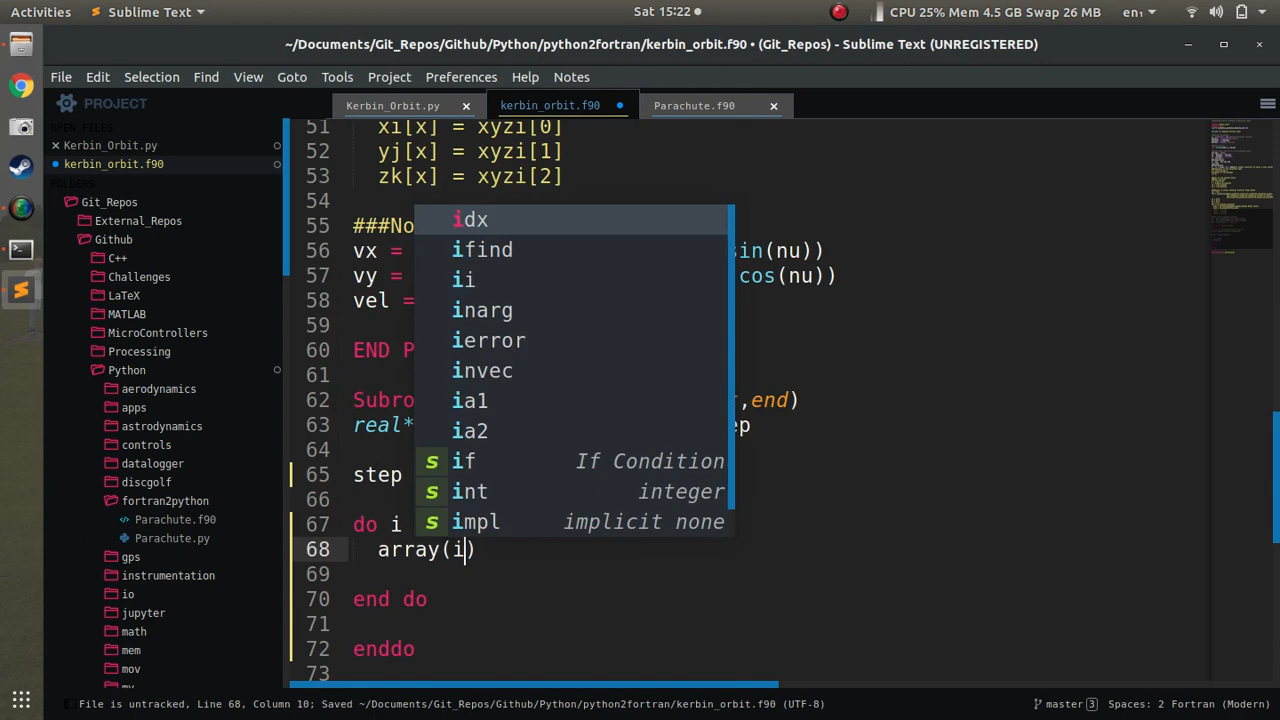 Activities Sublime Text Sat 15:22 CPU 25% Mem 4.5 GB Swap 26 MB en₁
~/Documents/Git_Repos/Github/Python/python2fortran/kerbin_orbit.f90 • (Git_Repos) - Sublime Text (UNREGISTERED)
File Edit Selection Find View Goto Tools Project Preferences Help Notes
PROJECT
Kerbin_Orbit.py kerbin_orbit.f90 Parachute.f90
OPEN FILES
Kerbin_Orbit.py
kerbin_orbit.f90
FOLDERS
Git_Repos
External_Repos
Github
C++
Challenges
LaTeX
MATLAB
MicroControllers
Processing
Python
aerodynamics
apps
astrodynamics
controls
datalogger
discgolf
fortran2python
Parachute.f90
Parachute.py
gps
instrumentation
io
jupyter
math
mem
mov
51 xi[x] = xyzi[0]
52 yj[x] = xyzi[1]
53 zk[x] = xyzi[2]
54
55 ###No
56 vx = sin(nu))
57 vy = cos(nu))
58 vel =
59
60 END P
61
62 Subro r,end)
63 real* ep
64
65 step
66
67 do i
68 array(i)
69
70 end do
71
72 enddo
73
idx
ifind
ii
inarg
ierror
invec
ia1
ia2
s if If Condition
s int integer
s impl implicit none
File is untracked, Line 68, Column 10; Saved ~/Documents/Git_Repos/Github/Python/python2fortran/kerbin_orbit.f90 (UTF-8) master 3 Spaces: 2 Fortran (Modern)